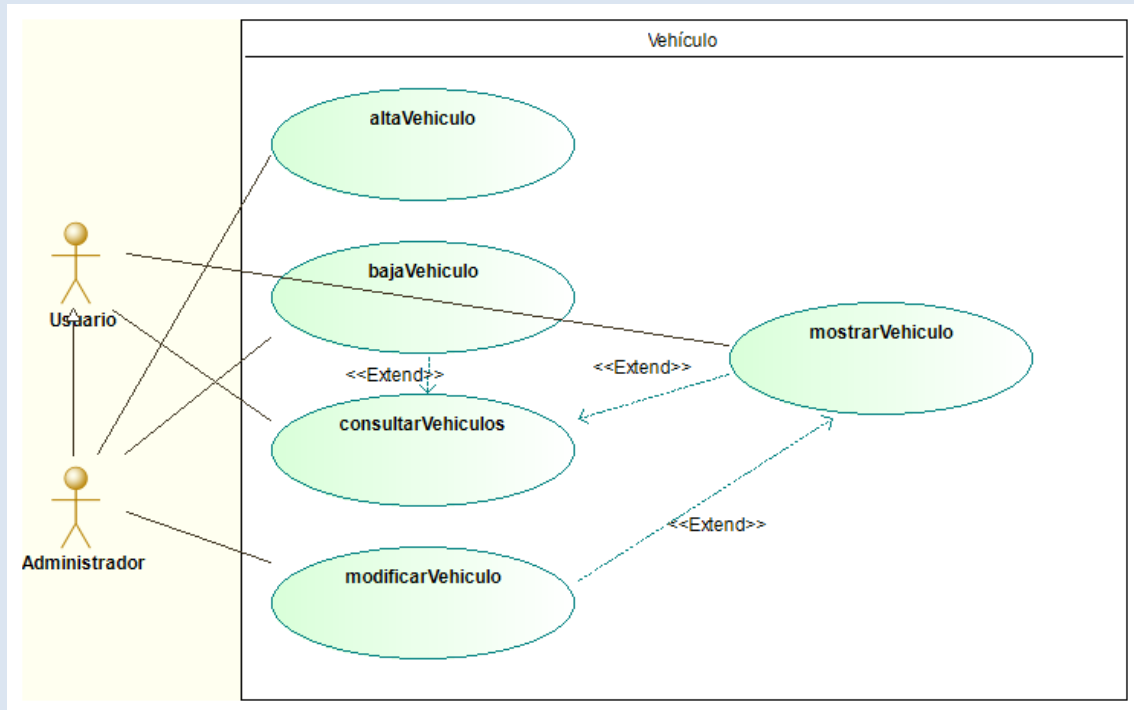 Vehículo
altaVehiculo
bajaVehiculo
Usuario
mostrarVehiculo
<<Extend>>
<<Extend>>
consultarVehiculos
<<Extend>>
Administrador
modificarVehiculo